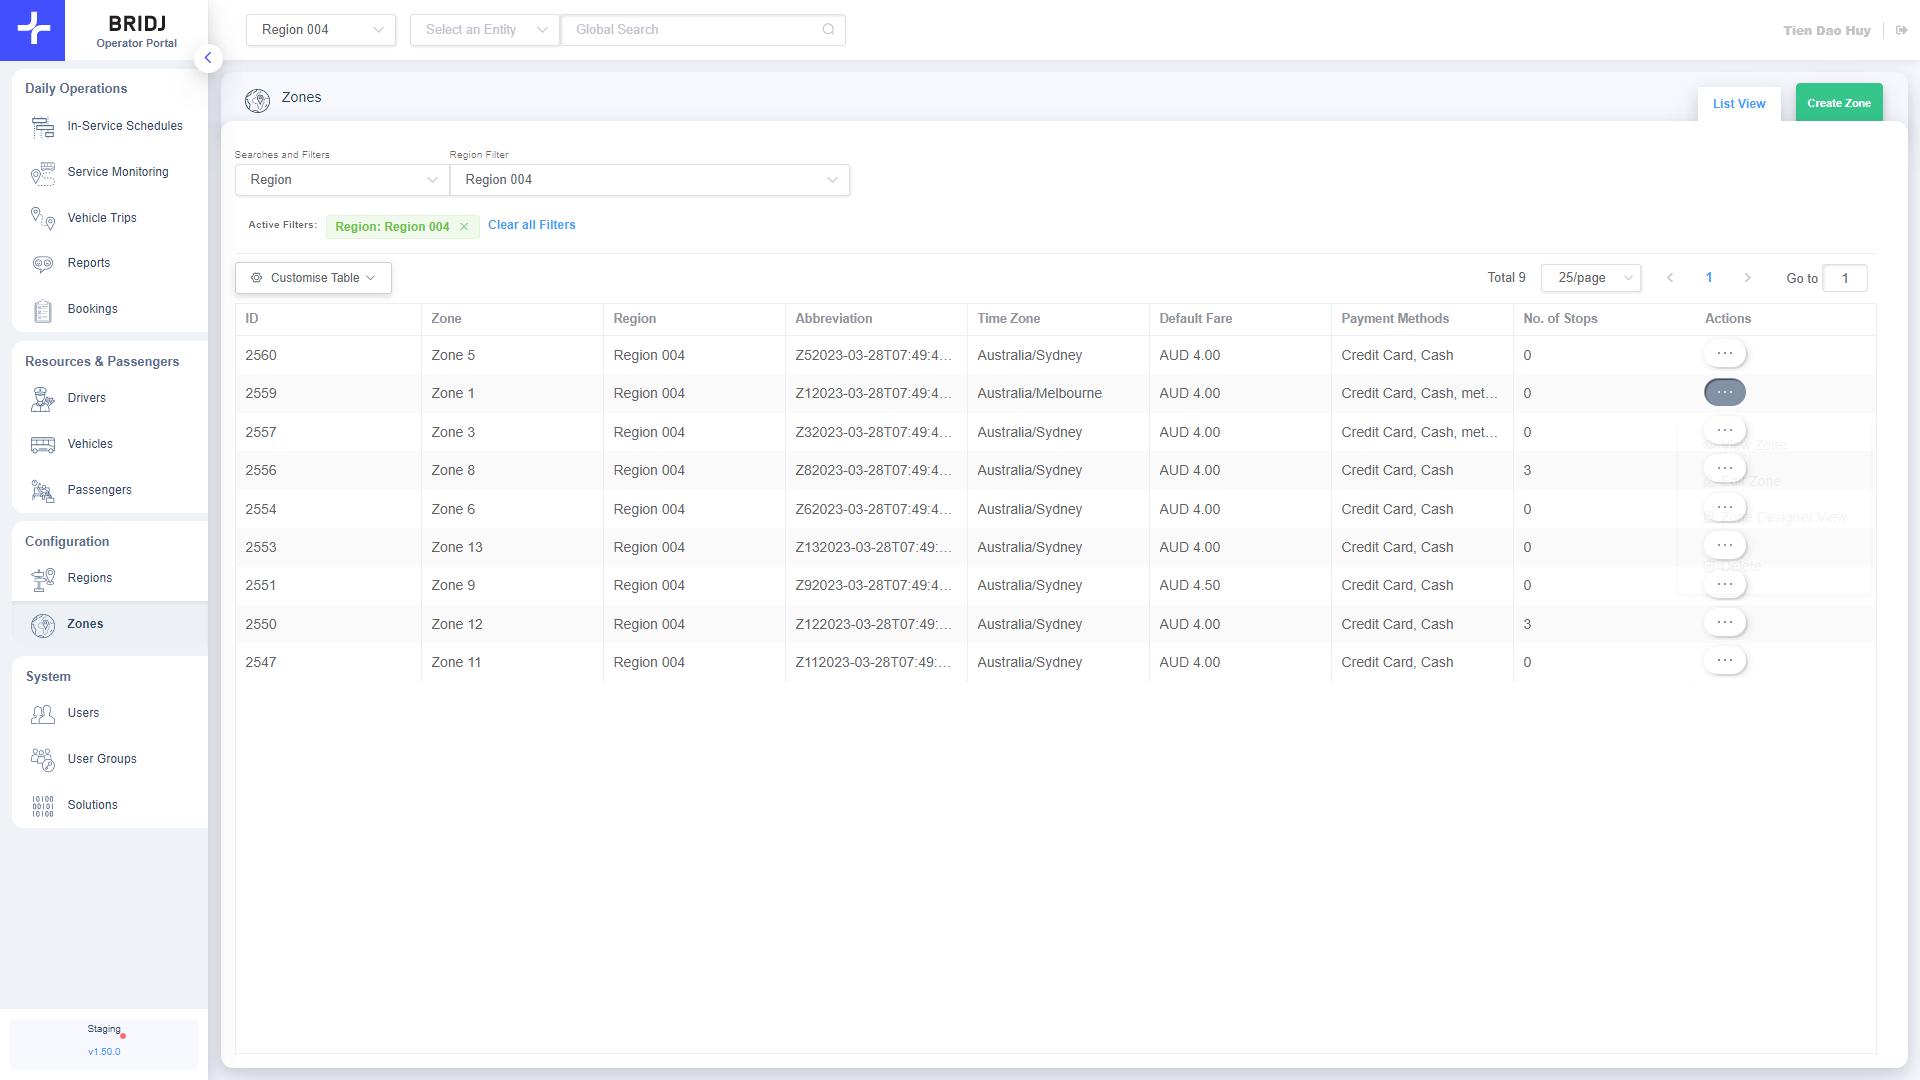 BRIDJ
Operator Portal
Region 004
Select an Entity
Global Search
Tien Dao Huy
Daily Operations
In-Service Schedules
Service Monitoring
Vehicle Trips
Reports
Bookings
Resources & Passengers
Drivers
Vehicles
Passengers
Configuration
Regions
Zones
System
Users
User Groups
Solutions
Staging
v1.50.0
Zones
List View
Create Zone
Searches and Filters
Region Filter
Region
Region 004
Active Filters:
Region: Region 004
Clear all Filters
Customise Table
Total 9
25/page
1
Go to
1
ID Zone Region Abbreviation Time Zone Default Fare Payment Methods No. of Stops Actions
2560 Zone 5 Region 004 Z52023-03-28T07:49:4... Australia/Sydney AUD 4.00 Credit Card, Cash 0
2559 Zone 1 Region 004 Z12023-03-28T07:49:4... Australia/Melbourne AUD 4.00 Credit Card, Cash, met... 0
2557 Zone 3 Region 004 Z32023-03-28T07:49:4... Australia/Sydney AUD 4.00 Credit Card, Cash, met... 0
2556 Zone 8 Region 004 Z82023-03-28T07:49:4... Australia/Sydney AUD 4.00 Credit Card, Cash 3
2554 Zone 6 Region 004 Z62023-03-28T07:49:4... Australia/Sydney AUD 4.00 Credit Card, Cash 0
2553 Zone 13 Region 004 Z132023-03-28T07:49:... Australia/Sydney AUD 4.00 Credit Card, Cash 0
2551 Zone 9 Region 004 Z92023-03-28T07:49:4... Australia/Sydney AUD 4.50 Credit Card, Cash 0
2550 Zone 12 Region 004 Z122023-03-28T07:49:... Australia/Sydney AUD 4.00 Credit Card, Cash 3
2547 Zone 11 Region 004 Z112023-03-28T07:49:... Australia/Sydney AUD 4.00 Credit Card, Cash 0
View Zone
Edit Zone
Zone Designer View
Delete
10100
00101
10100